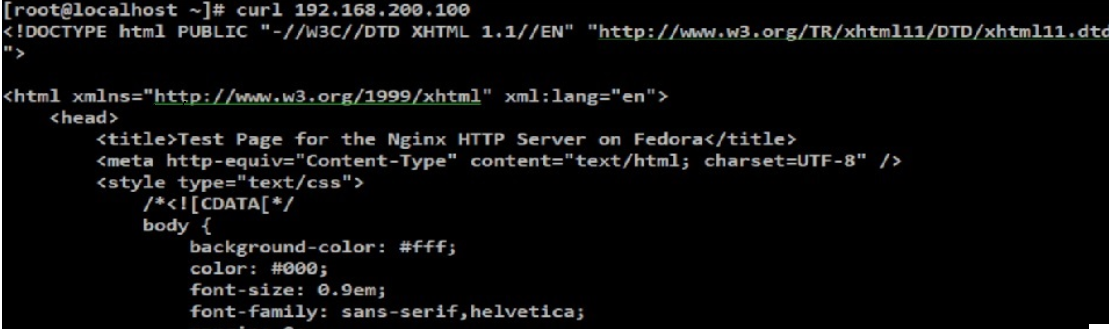 [root@localhost ~]# curl 192.168.200.100
<!DOCTYPE html PUBLIC "-//W3C//DTD XHTML 1.1//EN" "http://www.w3.org/TR/xhtml11/DTD/xhtml11.dtd
">
<html xmlns="http://www.w3.org/1999/xhtml" xml:lang="en">
    <head>
        <title>Test Page for the Nginx HTTP Server on Fedora</title>
        <meta http-equiv="Content-Type" content="text/html; charset=UTF-8" />
        <style type="text/css">
            /*<![CDATA[*/
            body {
                background-color: #fff;
                color: #000;
                font-size: 0.9em;
                font-family: sans-serif,helvetica;